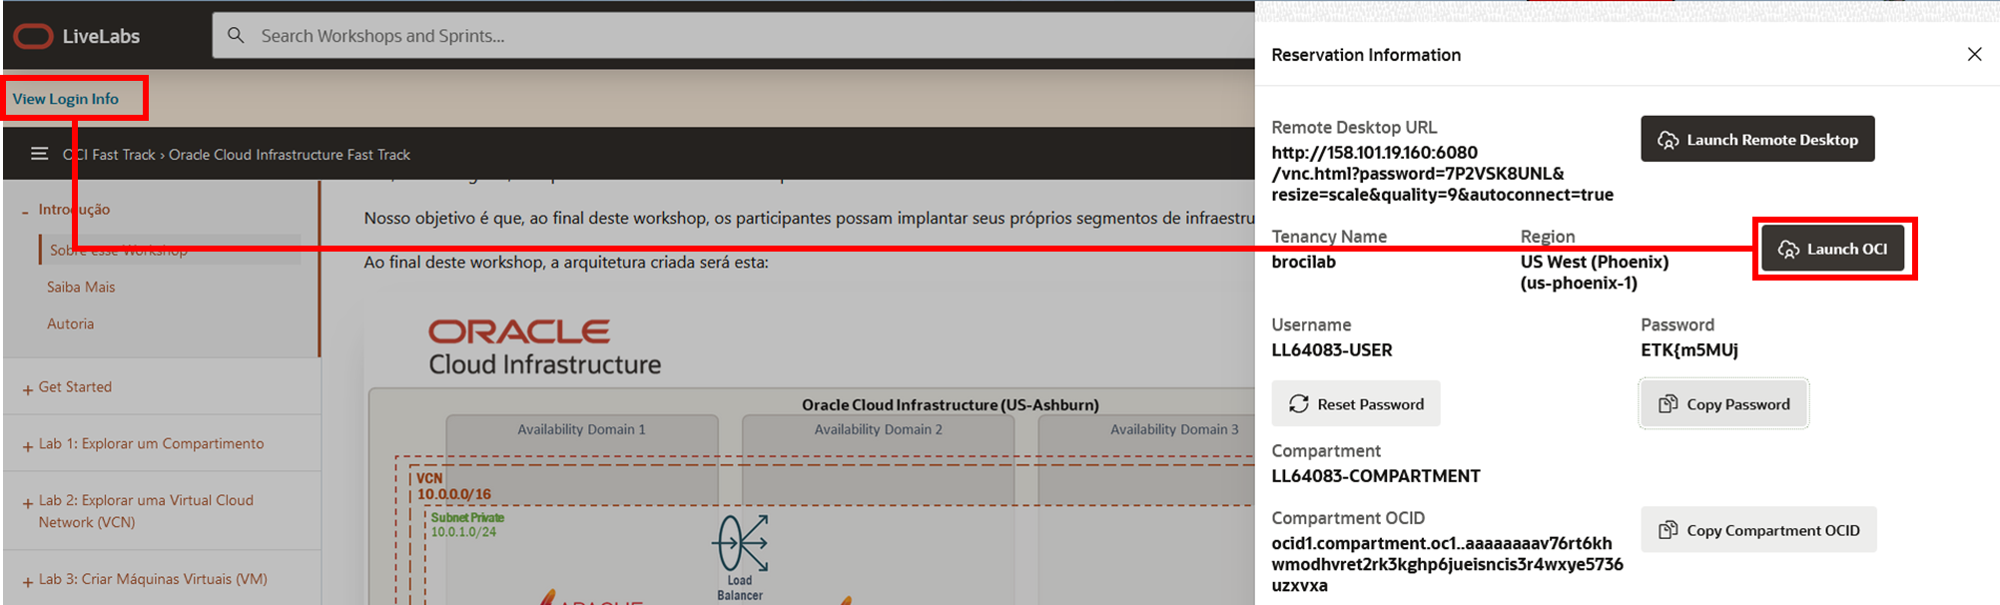 LiveLabs
Search Workshops and Sprints...
View Login Info
OCI Fast Track › Oracle Cloud Infrastructure Fast Track
- Introdução
Sobre esse Workshop
Saiba Mais
Autoria
+ Get Started
+ Lab 1: Explorar um Compartimento
+ Lab 2: Explorar uma Virtual Cloud
Network (VCN)
+ Lab 3: Criar Máquinas Virtuais (VM)
Nosso objetivo é que, ao final deste workshop, os participantes possam implantar seus próprios segmentos de infraestru
Ao final deste workshop, a arquitetura criada será esta:
ORACLE
Cloud Infrastructure
Oracle Cloud Infrastructure (US-Ashburn)
Availability Domain 1
Availability Domain 2
Availability Domain 3
VCN
10.0.0.0/16
Subnet Private
10.0.1.0/24
Load
Balancer
APACHE
Reservation Information
Remote Desktop URL
http://158.101.19.160:6080
/vnc.html?password=7P2VSK8UNL&
resize=scale&quality=9&autoconnect=true
Launch Remote Desktop
Tenancy Name
brocilab
Region
US West (Phoenix)
(us-phoenix-1)
Launch OCI
Username
LL64083-USER
Password
ETK{m5MUj
Reset Password
Copy Password
Compartment
LL64083-COMPARTMENT
Compartment OCID
ocid1.compartment.oc1..aaaaaaaav76rt6kh
wmodhvret2rk3kghp6jueisncis3r4wxye5736
uzxvxa
Copy Compartment OCID